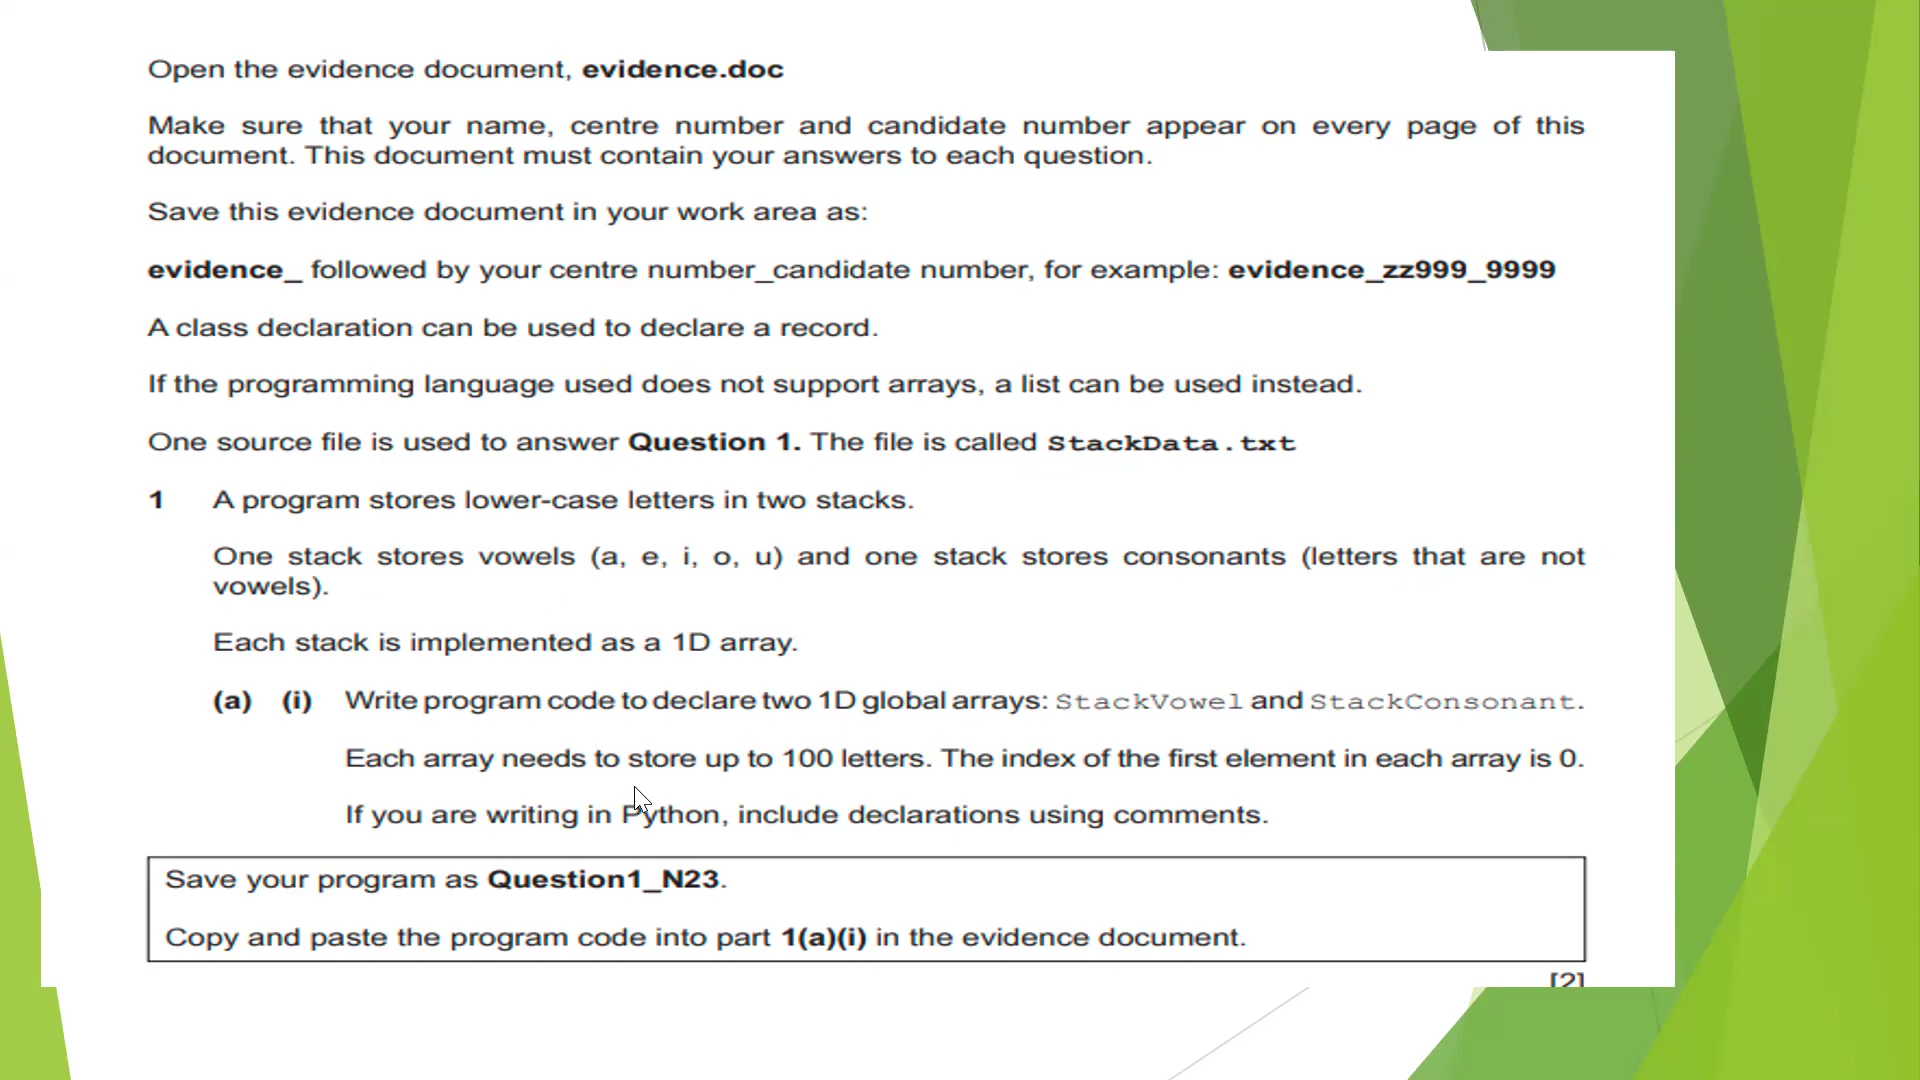 Open the evidence document, evidence.doc
Make sure that your name, centre number and candidate number appear on every page of this
document. This document must contain your answers to each question.
Save this evidence document in your work area as:
evidence_ followed by your centre number_candidate number, for example: evidence_zz999_9999
A class declaration can be used to declare a record.
If the programming language used does not support arrays, a list can be used instead.
One source file is used to answer Question 1. The file is called StackData.txt
1 A program stores lower-case letters in two stacks.
One stack stores vowels (a, e, i, o, u) and one stack stores consonants (letters that are not
vowels).
Each stack is implemented as a 1D array.
(a) (i) Write program code to declare two 1D global arrays: StackVowel and StackConsonant.
Each array needs to store up to 100 letters. The index of the first element in each array is 0.
If you are writing in Python, include declarations using comments.
Save your program as Question1_N23.
Copy and paste the program code into part 1(a)(i) in the evidence document.
[2]